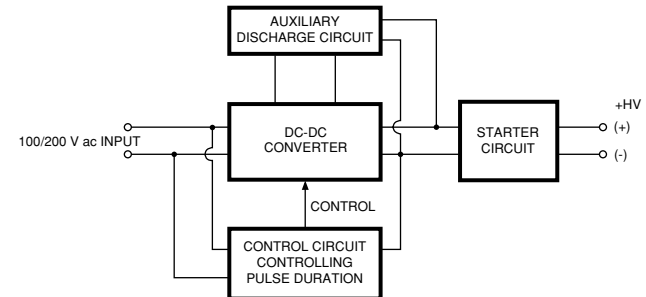 AUXILIARY
DISCHARGE CIRCUIT
100/200 V ac INPUT
DC-DC
CONVERTER
STARTER
CIRCUIT
+HV
(+)
(-)
CONTROL
CONTROL CIRCUIT
CONTROLLING
PULSE DURATION